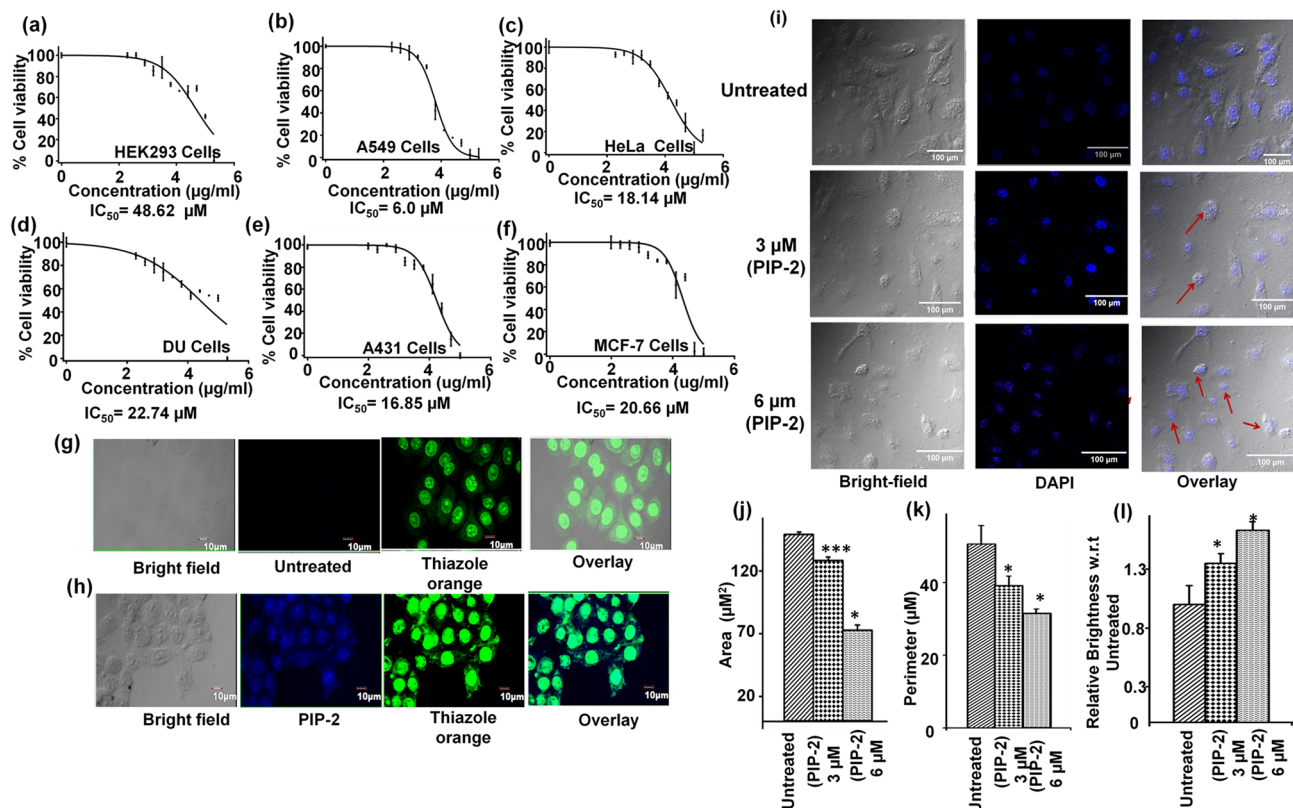 (a)
% Cell viability
100
80
60
40
20
0
0
2
4
6
HEK293 Cells
Concentration (µg/ml)
IC50= 48.62 µM
(b)
% Cell viability
100
80
60
40
20
0
0
2
4
6
A549 Cells
Concentration (µg/ml)
IC50= 6.0 µM
(c)
% Cell viability
100
80
60
40
20
0
0
2
4
6
HeLa Cells
Concentration (µg/ml)
IC50= 18.14 µM
(d)
% Cell viability
100
80
60
40
20
0
0
2
4
6
DU Cells
Concentration (µg/ml)
IC50= 22.74 µM
(e)
% Cell viability
100
80
60
40
20
0
0
2
4
6
A431 Cells
Concentration (µg/ml)
IC50= 16.85 µM
(f)
% Cell viability
100
80
60
40
20
0
0
2
4
6
MCF-7 Cells
Concentration (ug/ml)
IC50= 20.66 µM
(g)
10µm
10µm
10µm
10µm
Bright field
Untreated
Thiazole
orange
Overlay
(h)
10µm
10µm
10µm
10µm
Bright field
PIP-2
Thiazole
orange
Overlay
(i)
Untreated
100 µm
100 µm
100 µm
3 µM
(PIP-2)
100 µm
100 µm
100 µm
6 µm
(PIP-2)
100 µm
100 µm
100 µm
Bright-field
DAPI
Overlay
(j)
Area (µM2)
120
70
20
***
*
Untreated
(PIP-2)
3 µM
(PIP-2)
6 µM
(k)
Perimeter (µM)
40
20
0
*
*
Untreated
(PIP-2)
3 µM
(PIP-2)
6 µM
(l)
Relative Brightness w.r.t
Untreated
1.3
0.8
0.3
0
*
*
Untreated
(PIP-2)
3 µM
(PIP-2)
6 µM